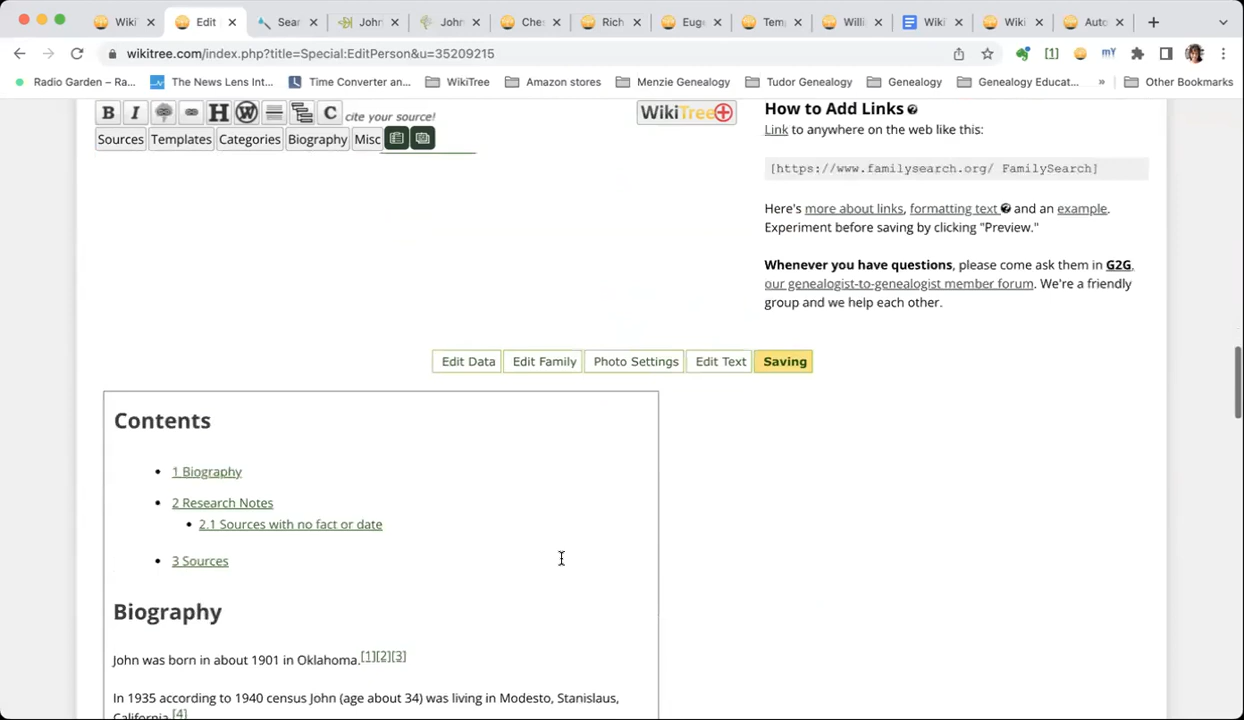 Wiki
Edit
Sear
John
John
Ches
Rich
Euge
Temp
Willi
Wiki
Wiki
Auto
wikitree.com/index.php?title=Special:EditPerson&u=35209215
Radio Garden – Ra...
The News Lens Int...
Time Converter an...
WikiTree
Amazon stores
Menzie Genealogy
Tudor Genealogy
Genealogy
Genealogy Educat...
»
Other Bookmarks
B I H W C cite your source!
WikiTree+
Sources Templates Categories Biography Misc
How to Add Links
Link to anywhere on the web like this:
[https://www.familysearch.org/ FamilySearch]
Here's more about links, formatting text and an example.
Experiment before saving by clicking "Preview."
Whenever you have questions, please come ask them in G2G,
our genealogist-to-genealogist member forum. We're a friendly
group and we help each other.
Edit Data
Edit Family
Photo Settings
Edit Text
Saving
Contents
• 1 Biography
• 2 Research Notes
• 2.1 Sources with no fact or date
• 3 Sources
Biography
John was born in about 1901 in Oklahoma.[1][2][3]
In 1935 according to 1940 census John (age about 34) was living in Modesto, Stanislaus,
California.[4]